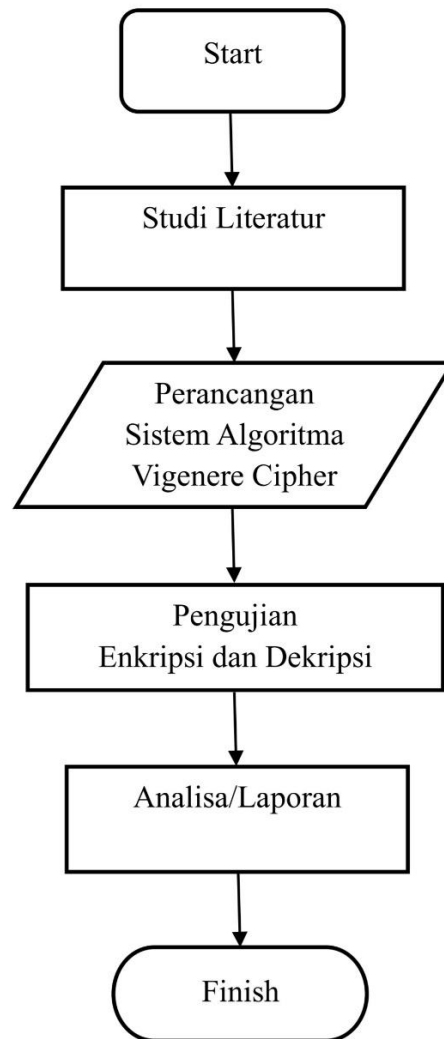 Start
Studi Literatur
Perancangan
Sistem Algoritma
Vigenere Cipher
Pengujian
Enkripsi dan Dekripsi
Analisa/Laporan
Finish